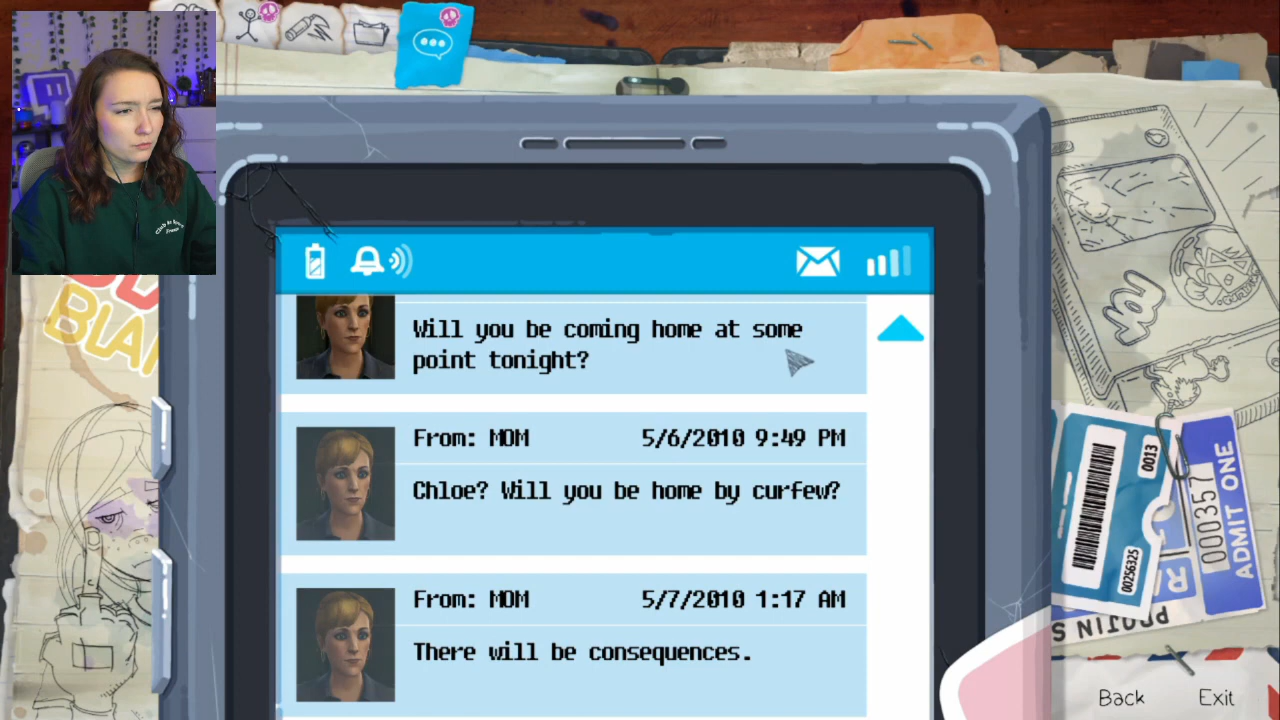 Will you be coming home at some
point tonight?
From: MOM 5/6/2010 9:49 PM
Chloe? Will you be home by curfew?
From: MOM 5/7/2010 1:17 AM
There will be consequences.
BLA
0013
00256325
000357
ADMIT ONE
Back Exit